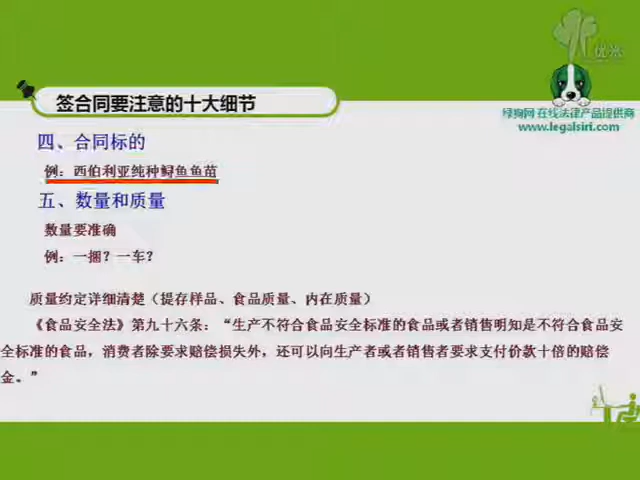 优米
绿狗网 在线法律产品提供商
www.legalsiri.com
签合同要注意的十大细节
四、合同标的
例：西伯利亚纯种鲟鱼鱼苗
五、数量和质量
数量要准确
例：一捆？一车？
质量约定详细清楚（提存样品、食品质量、内在质量）
《食品安全法》第九十六条：“生产不符合食品安全标准的食品或者销售明知是不符合食品安
全标准的食品，消费者除要求赔偿损失外，还可以向生产者或者销售者要求支付价款十倍的赔偿
金。”